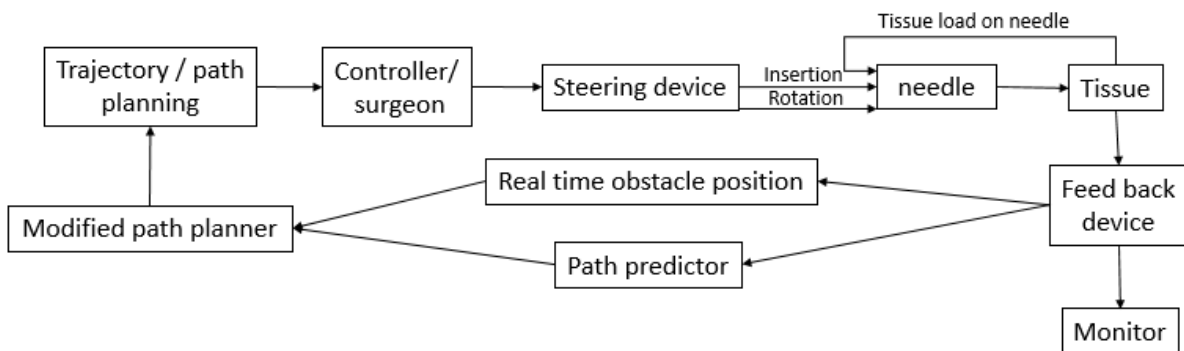 Tissue load on needle
Trajectory / path
planning
Controller/
surgeon
Steering device
Insertion
Rotation
needle
Tissue
Real time obstacle position
Feed back
device
Modified path planner
Path predictor
Monitor